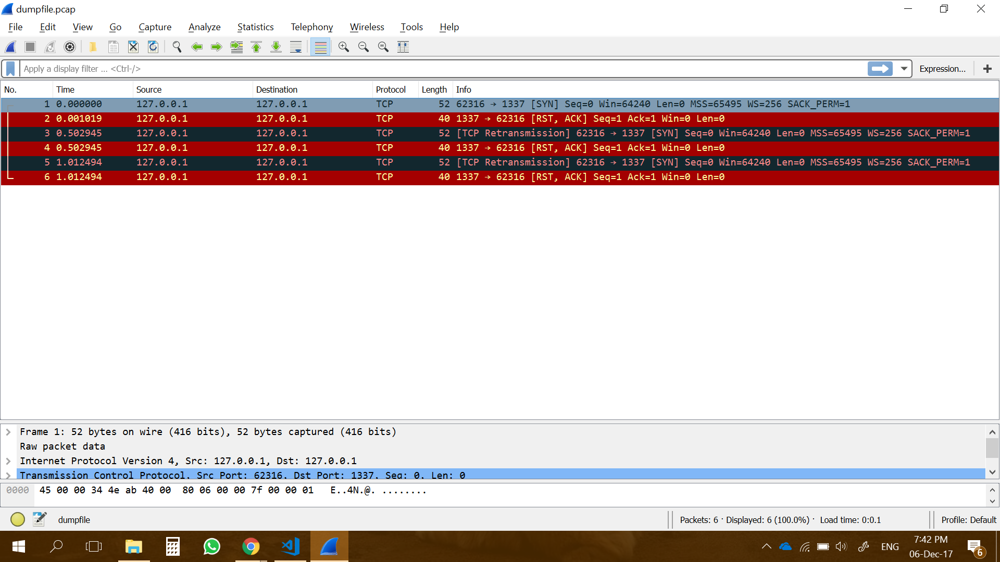 dumpfile.pcap
File Edit View Go Capture Analyze Statistics Telephony Wireless Tools Help
Apply a display filter ... <Ctrl-/> Expression... +
No. Time Source Destination Protocol Length Info
1 0.000000 127.0.0.1 127.0.0.1 TCP 52 62316 → 1337 [SYN] Seq=0 Win=64240 Len=0 MSS=65495 WS=256 SACK_PERM=1
2 0.001019 127.0.0.1 127.0.0.1 TCP 40 1337 → 62316 [RST, ACK] Seq=1 Ack=1 Win=0 Len=0
3 0.502945 127.0.0.1 127.0.0.1 TCP 52 [TCP Retransmission] 62316 → 1337 [SYN] Seq=0 Win=64240 Len=0 MSS=65495 WS=256 SACK_PERM=1
4 0.502945 127.0.0.1 127.0.0.1 TCP 40 1337 → 62316 [RST, ACK] Seq=1 Ack=1 Win=0 Len=0
5 1.012494 127.0.0.1 127.0.0.1 TCP 52 [TCP Retransmission] 62316 → 1337 [SYN] Seq=0 Win=64240 Len=0 MSS=65495 WS=256 SACK_PERM=1
6 1.012494 127.0.0.1 127.0.0.1 TCP 40 1337 → 62316 [RST, ACK] Seq=1 Ack=1 Win=0 Len=0
Frame 1: 52 bytes on wire (416 bits), 52 bytes captured (416 bits)
Raw packet data
Internet Protocol Version 4, Src: 127.0.0.1, Dst: 127.0.0.1
Transmission Control Protocol, Src Port: 62316, Dst Port: 1337, Seq: 0, Len: 0
0000 45 00 00 34 4e ab 40 00 80 06 00 00 7f 00 00 01 E..4N.@. ........
dumpfile Packets: 6 · Displayed: 6 (100.0%) · Load time: 0:0.1 Profile: Default
ENG 7:42 PM
06-Dec-17 6